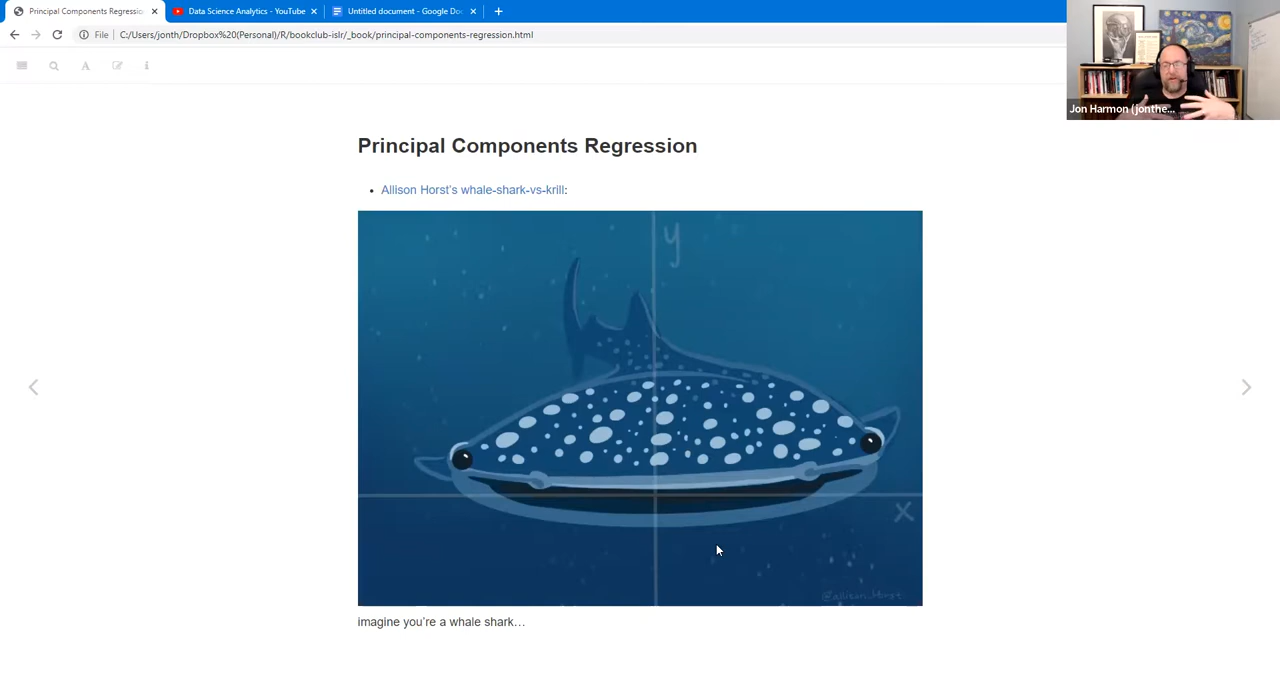 Principal Components Regressio
Data Science Analytics - YouTube
Untitled document - Google Doc
File
C:/Users/jonth/Dropbox%20(Personal)/R/bookclub-islr/_book/principal-components-regression.html
Jon Harmon (jonthe...
Principal Components Regression
Allison Horst's whale-shark-vs-krill:
y
x
@allison_horst
imagine you're a whale shark…